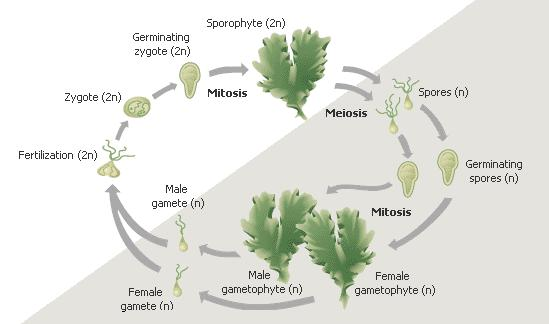 Sporophyte (2n)
Germinating
zygote (2n)
Mitosis
Zygote (2n)
Fertilization (2n)
Meiosis
Spores (n)
Germinating
spores (n)
Mitosis
Male
gamete (n)
Female
gamete (n)
Male
gametophyte (n)
Female
gametophyte (n)